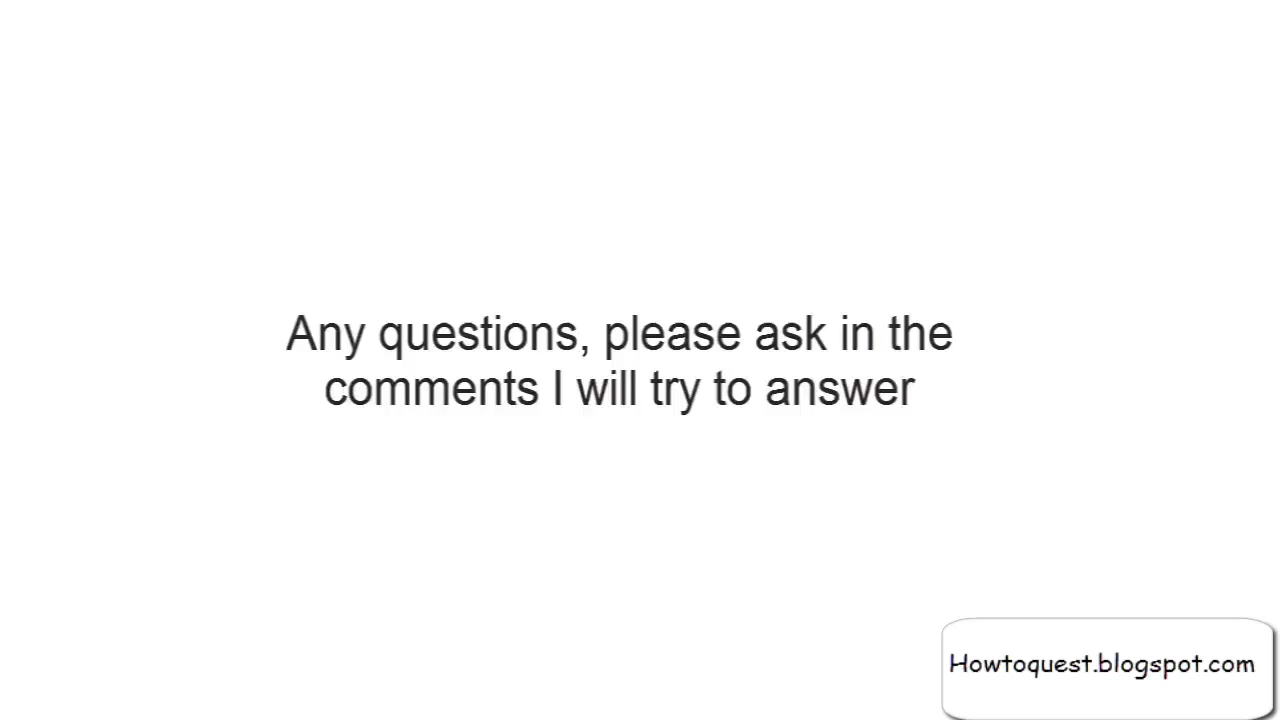 Any questions, please ask in the
comments I will try to answer
Howtoquest.blogspot.com